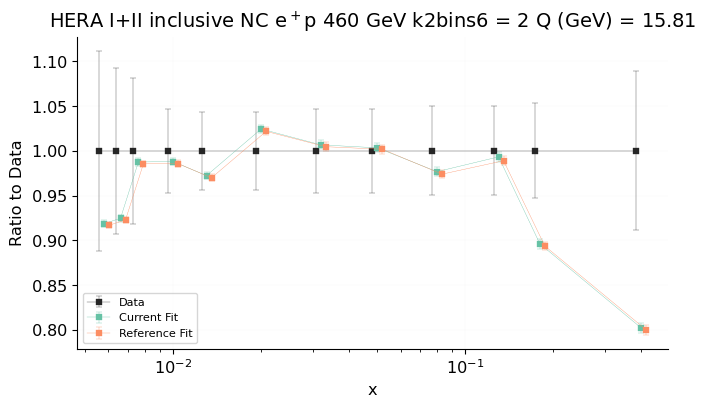 HERA I+II inclusive NC e⁺p 460 GeV k2bins6 = 2 Q (GeV) = 15.81
Ratio to Data
1.10
1.05
1.00
0.95
0.90
0.85
0.80
Data
Current Fit
Reference Fit
10⁻² 10⁻¹
x